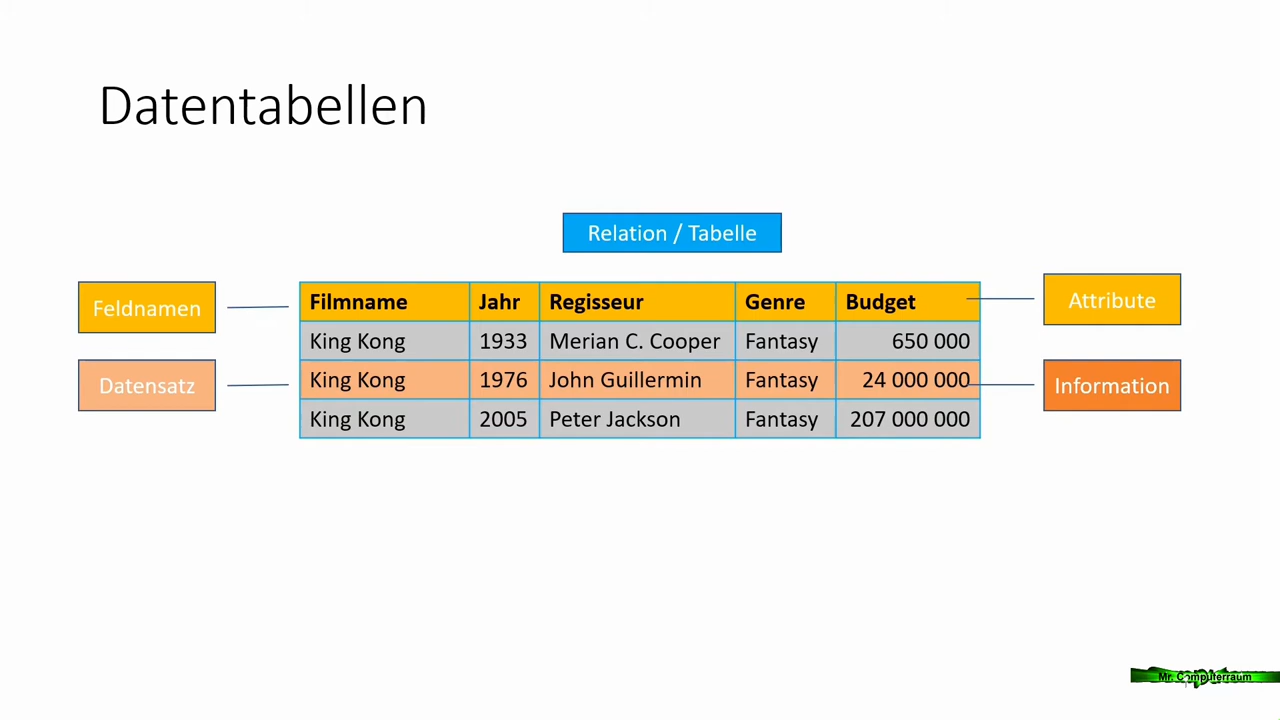 Datentabellen
Relation / Tabelle
Feldnamen
Filmname Jahr Regisseur Genre Budget
Attribute
King Kong 1933 Merian C. Cooper Fantasy 650 000
Datensatz
King Kong 1976 John Guillermin Fantasy 24 000 000
Information
King Kong 2005 Peter Jackson Fantasy 207 000 000
Mr. Computerraum